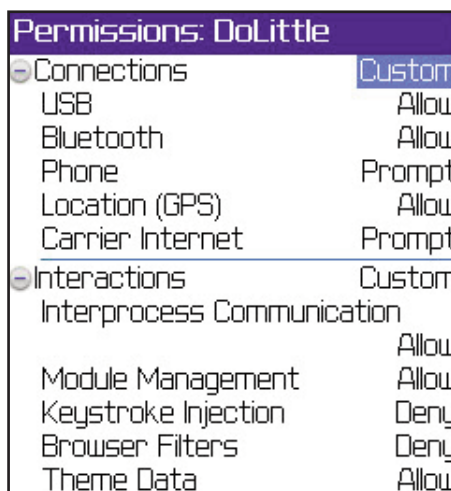 Permissions: DoLittle
Connections Custom
USB Allow
Bluetooth Allow
Phone Prompt
Location (GPS) Allow
Carrier Internet Prompt
Interactions Custom
Interprocess Communication
Allow
Module Management Allow
Keystroke Injection Deny
Browser Filters Deny
Theme Data Allow